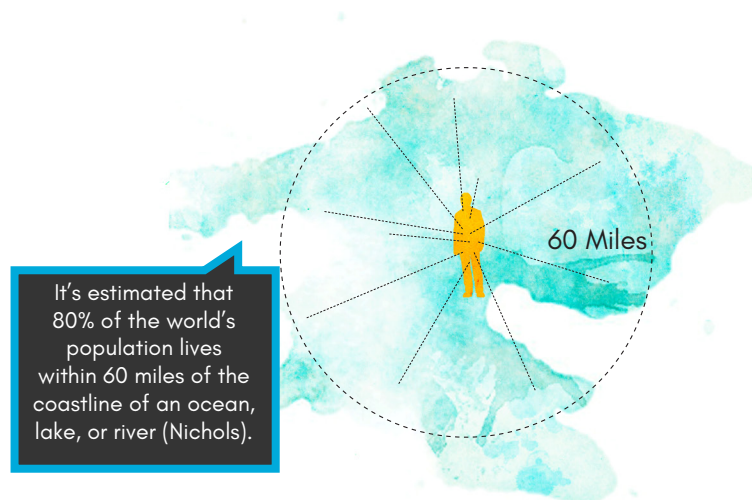 60 Miles
It’s estimated that
80% of the world’s
population lives
within 60 miles of the
coastline of an ocean,
lake, or river (Nichols).